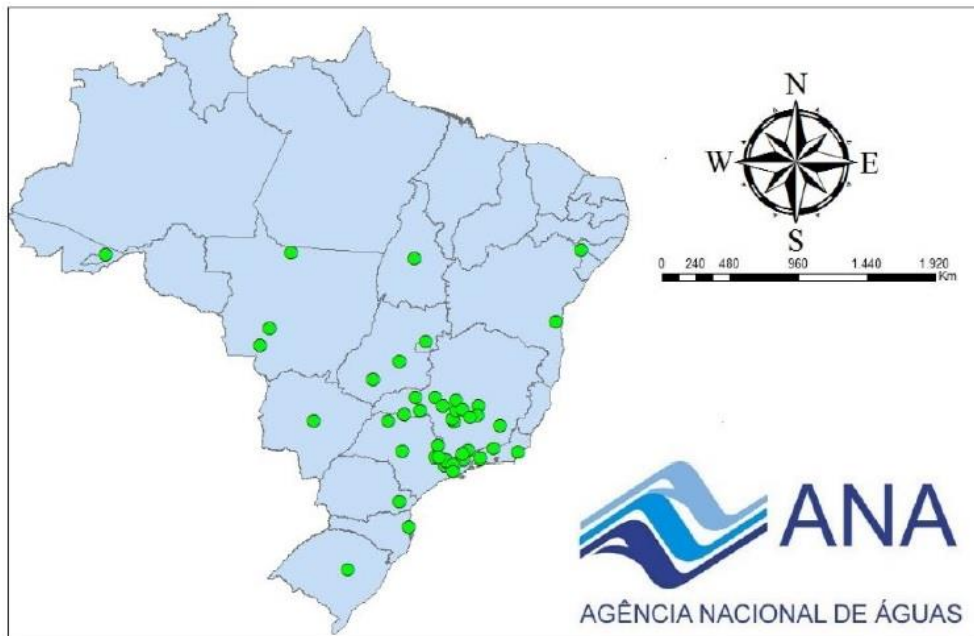 N
W E
S
0 240 480 960 1.440 1.920
Km
ANA
AGÊNCIA NACIONAL DE ÁGUAS